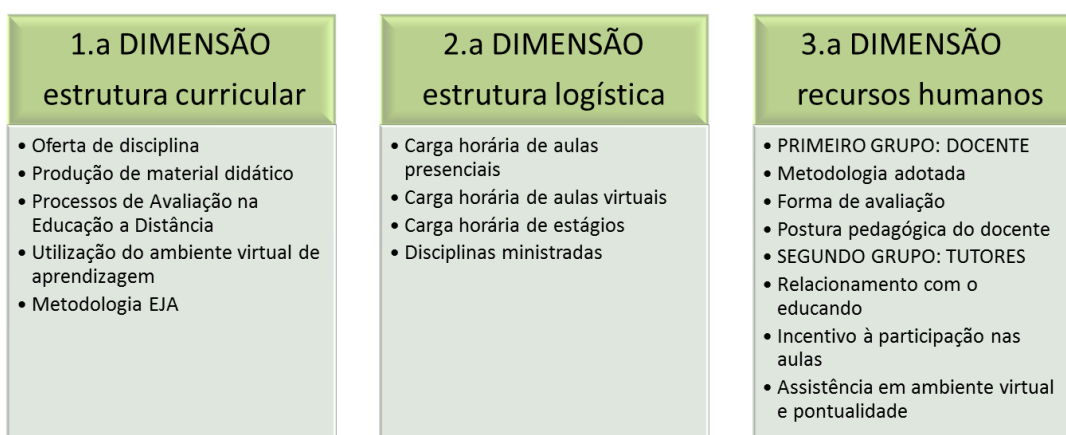 1.a DIMENSÃO
estrutura curricular
• Oferta de disciplina
• Produção de material didático
• Processos de Avaliação na
Educação a Distância
• Utilização do ambiente virtual de
aprendizagem
• Metodologia EJA
2.a DIMENSÃO
estrutura logística
• Carga horária de aulas
presenciais
• Carga horária de aulas virtuais
• Carga horária de estágios
• Disciplinas ministradas
3.a DIMENSÃO
recursos humanos
• PRIMEIRO GRUPO: DOCENTE
• Metodologia adotada
• Forma de avaliação
• Postura pedagógica do docente
• SEGUNDO GRUPO: TUTORES
• Relacionamento com o
educando
• Incentivo à participação nas
aulas
• Assistência em ambiente virtual
e pontualidade